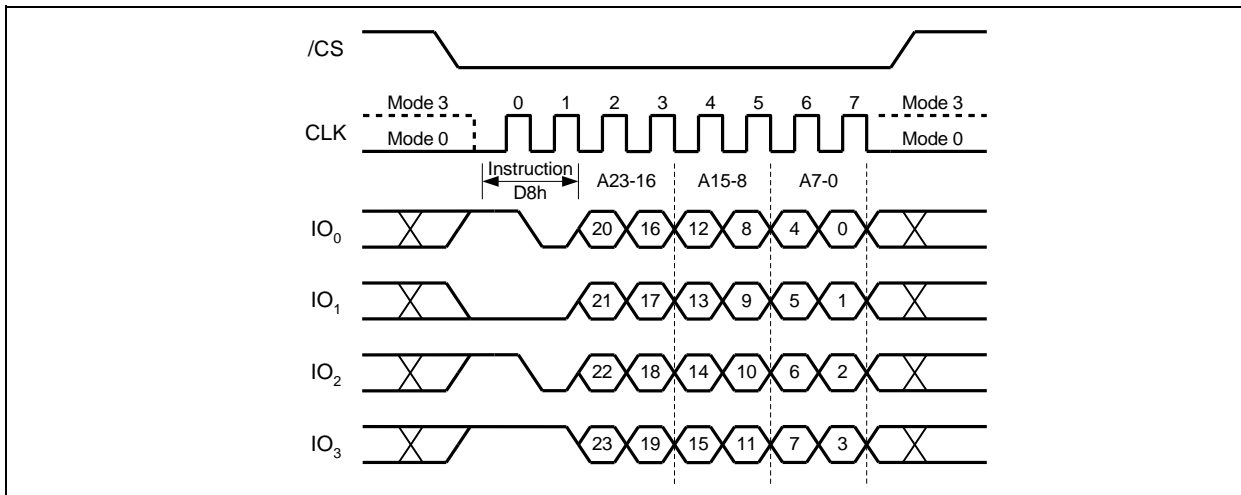 /CS
Mode 3 0 1 2 3 4 5 6 7 Mode 3
CLK
Mode 0 Mode 0
Instruction
D8h A23-16 A15-8 A7-0
IO0 20 16 12 8 4 0
IO1 21 17 13 9 5 1
IO2 22 18 14 10 6 2
IO3 23 19 15 11 7 3